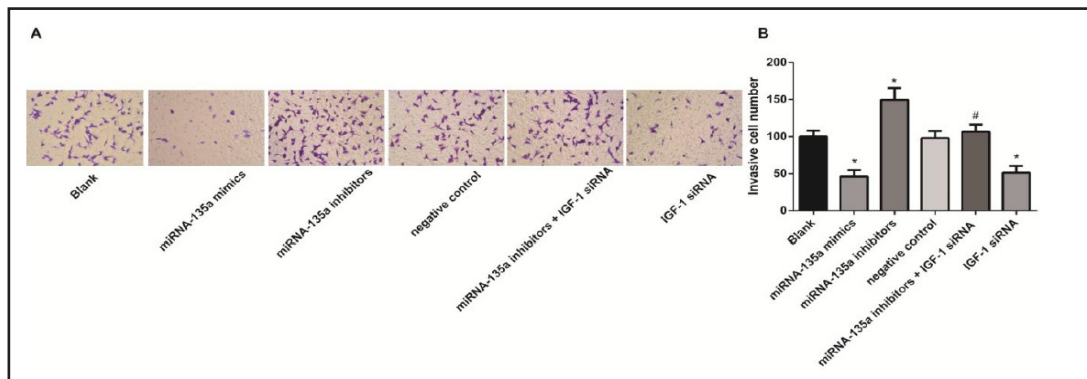 A
Blank
miRNA-135a mimics
miRNA-135a inhibitors
negative control
miRNA-135a inhibitors + IGF-1 siRNA
IGF-1 siRNA
B
Invasive cell number
200
150
100
50
0
*
*
#
*
Blank
miRNA-135a mimics
miRNA-135a inhibitors
negative control
miRNA-135a inhibitors + IGF-1 siRNA
IGF-1 siRNA